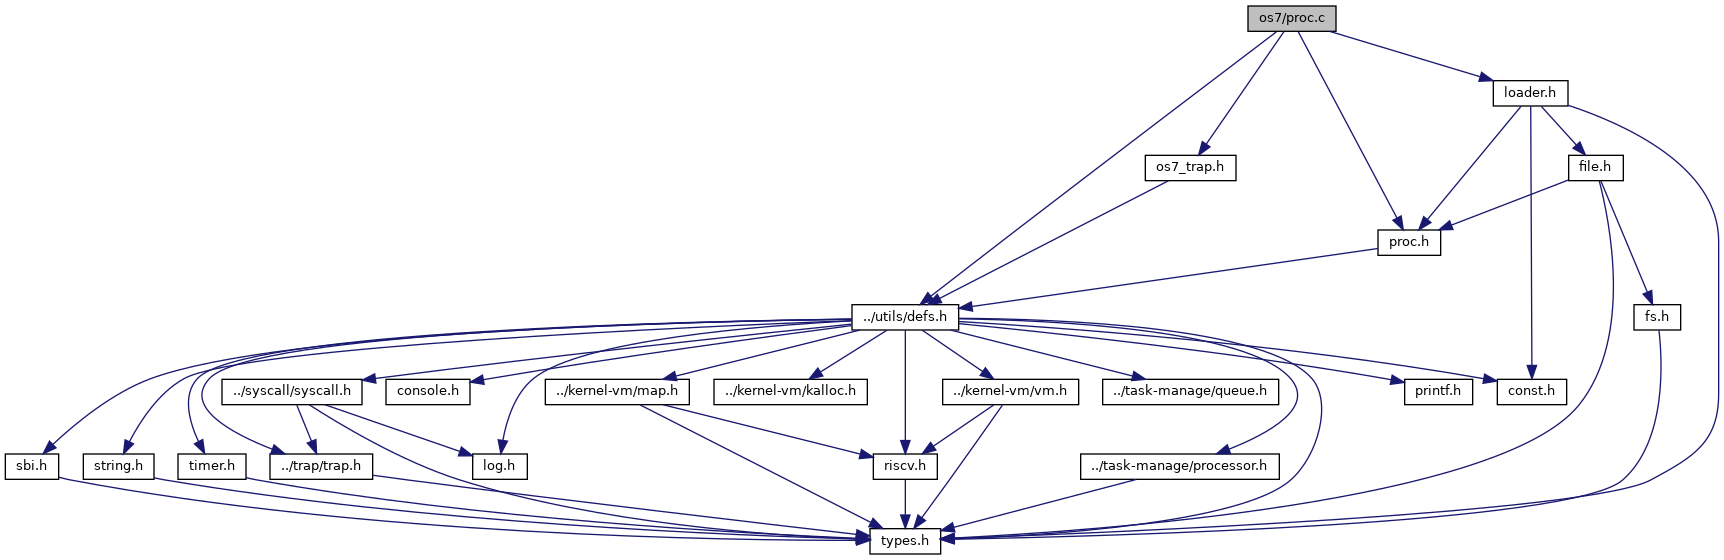 os7/proc.c
loader.h
os7_trap.h
file.h
proc.h
../utils/defs.h
fs.h
../syscall/syscall.h
console.h
../kernel-vm/map.h
../kernel-vm/kalloc.h
../kernel-vm/vm.h
../task-manage/queue.h
printf.h
const.h
sbi.h
string.h
timer.h
../trap/trap.h
log.h
riscv.h
../task-manage/processor.h
types.h